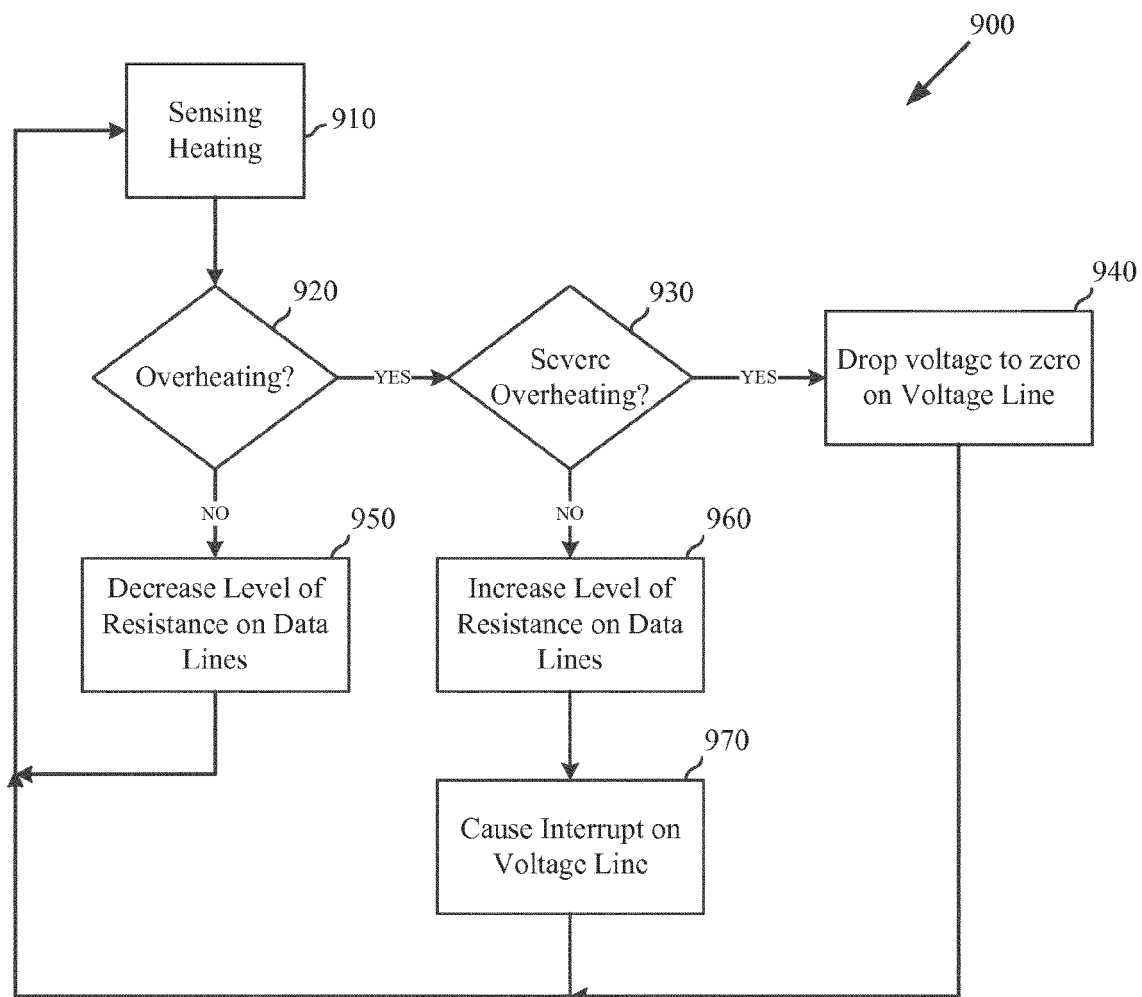 900
Sensing
Heating
910
920
930
940
Overheating?
YES
Severe
Overheating?
YES
Drop voltage to zero
on Voltage Line
NO
NO
950
960
Decrease Level of
Resistance on Data
Lines
Increase Level of
Resistance on Data
Lines
970
Cause Interrupt on
Voltage Line